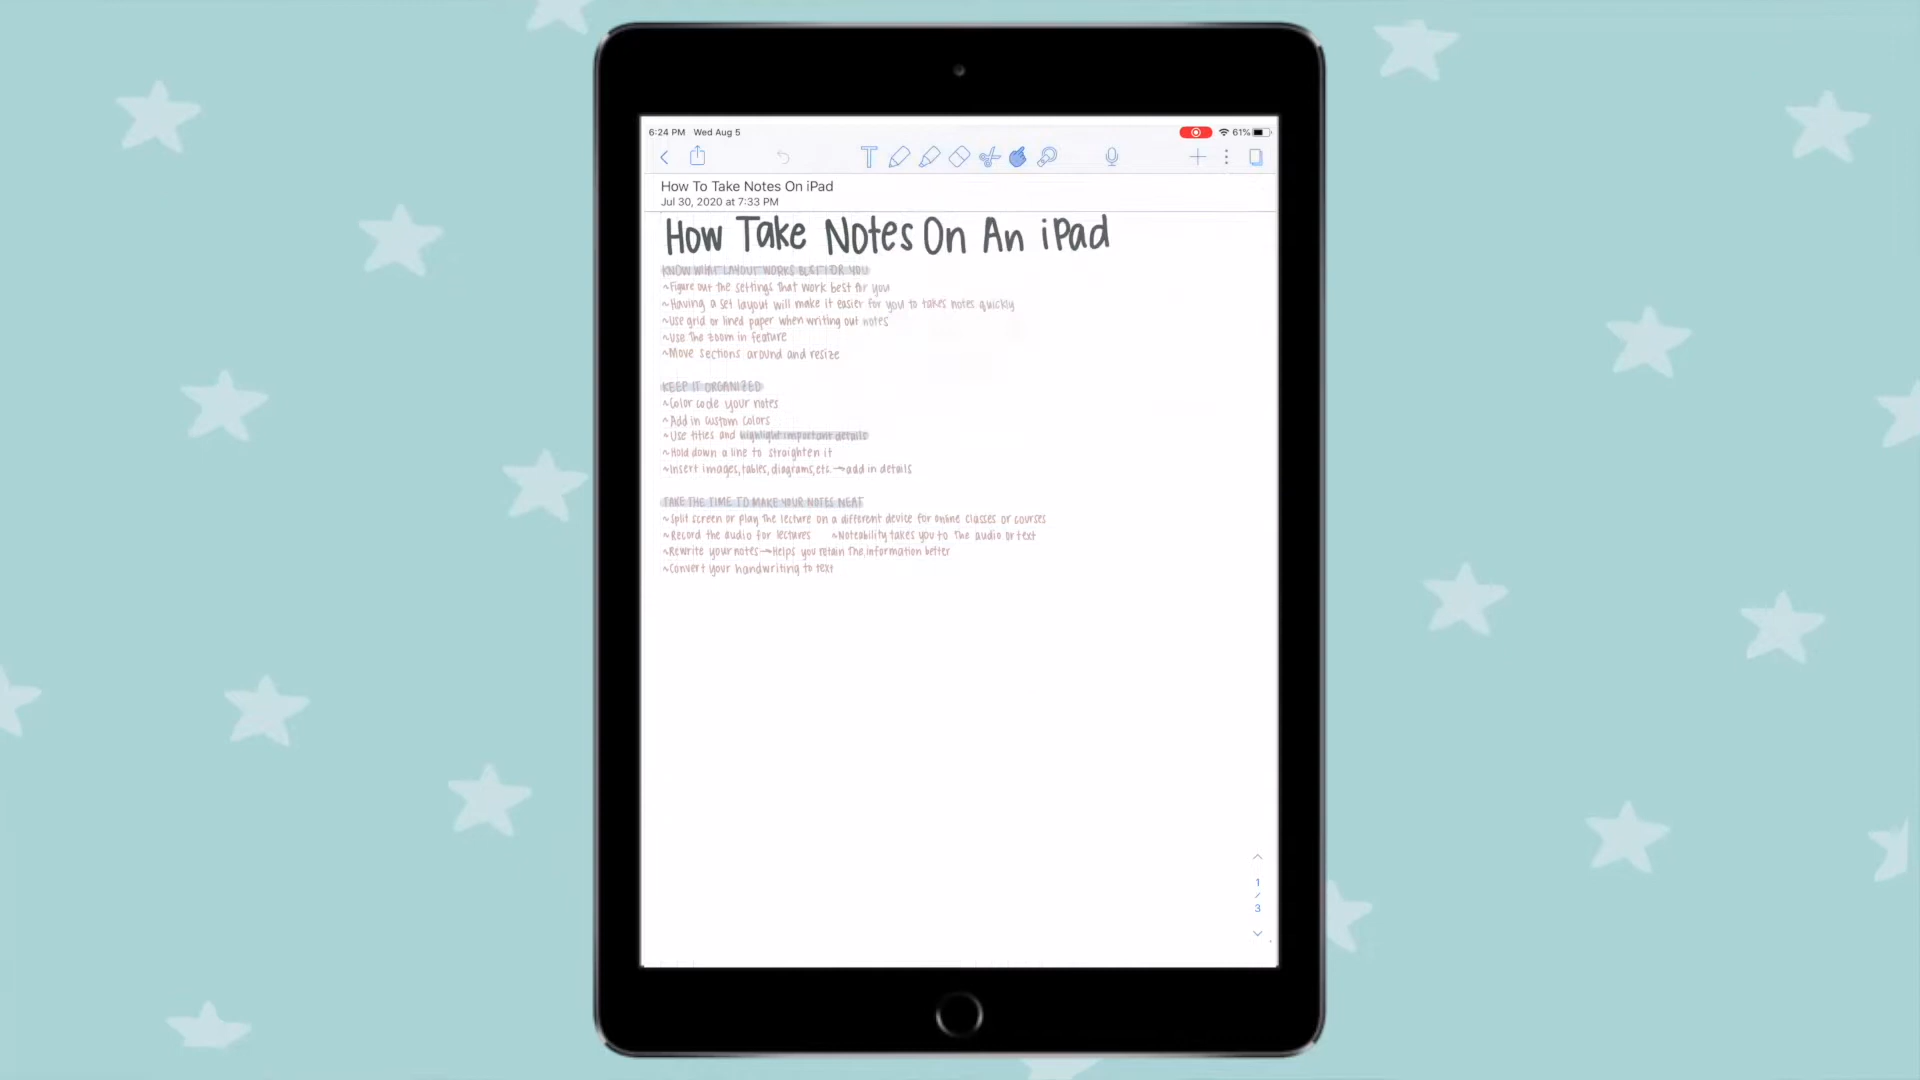 6:24 PM Wed Aug 5 61%
T
How To Take Notes On iPad
Jul 30, 2020 at 7:33 PM
How Take Notes On An iPad
KNOW WHAT LAYOUT WORKS BEST FOR YOU
~Figure out the settings that work best for you
~Having a set layout will make it easier for you to takes notes quickly
~Use grid or lined paper when writing out notes
~Use the zoom in feature
~Move sections around and resize
KEEP IT ORGANIZED
~Color code your notes
~Add in custom colors
~Use titles and highlight important details
~Hold down a line to straighten it
~Insert images, tables, diagrams, etc. →add in details
TAKE THE TIME TO MAKE YOUR NOTES NEAT
~Split screen or play the lecture on a different device for online classes or courses
~Record the audio for lectures ~Notability takes you to the audio or text
~Rewrite your notes →Helps you retain the information better
~Convert your handwriting to text
1
/
3